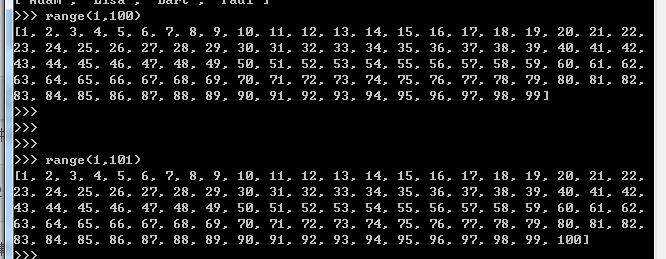 ['Adam', 'Lisa', 'Bart', 'Paul']
>>> range(1,100)
[1, 2, 3, 4, 5, 6, 7, 8, 9, 10, 11, 12, 13, 14, 15, 16, 17, 18, 19, 20, 21, 22,
23, 24, 25, 26, 27, 28, 29, 30, 31, 32, 33, 34, 35, 36, 37, 38, 39, 40, 41, 42,
43, 44, 45, 46, 47, 48, 49, 50, 51, 52, 53, 54, 55, 56, 57, 58, 59, 60, 61, 62,
63, 64, 65, 66, 67, 68, 69, 70, 71, 72, 73, 74, 75, 76, 77, 78, 79, 80, 81, 82,
83, 84, 85, 86, 87, 88, 89, 90, 91, 92, 93, 94, 95, 96, 97, 98, 99]
>>>
>>>
>>>
>>> range(1,101)
[1, 2, 3, 4, 5, 6, 7, 8, 9, 10, 11, 12, 13, 14, 15, 16, 17, 18, 19, 20, 21, 22,
23, 24, 25, 26, 27, 28, 29, 30, 31, 32, 33, 34, 35, 36, 37, 38, 39, 40, 41, 42,
43, 44, 45, 46, 47, 48, 49, 50, 51, 52, 53, 54, 55, 56, 57, 58, 59, 60, 61, 62,
63, 64, 65, 66, 67, 68, 69, 70, 71, 72, 73, 74, 75, 76, 77, 78, 79, 80, 81, 82,
83, 84, 85, 86, 87, 88, 89, 90, 91, 92, 93, 94, 95, 96, 97, 98, 99, 100]
>>>